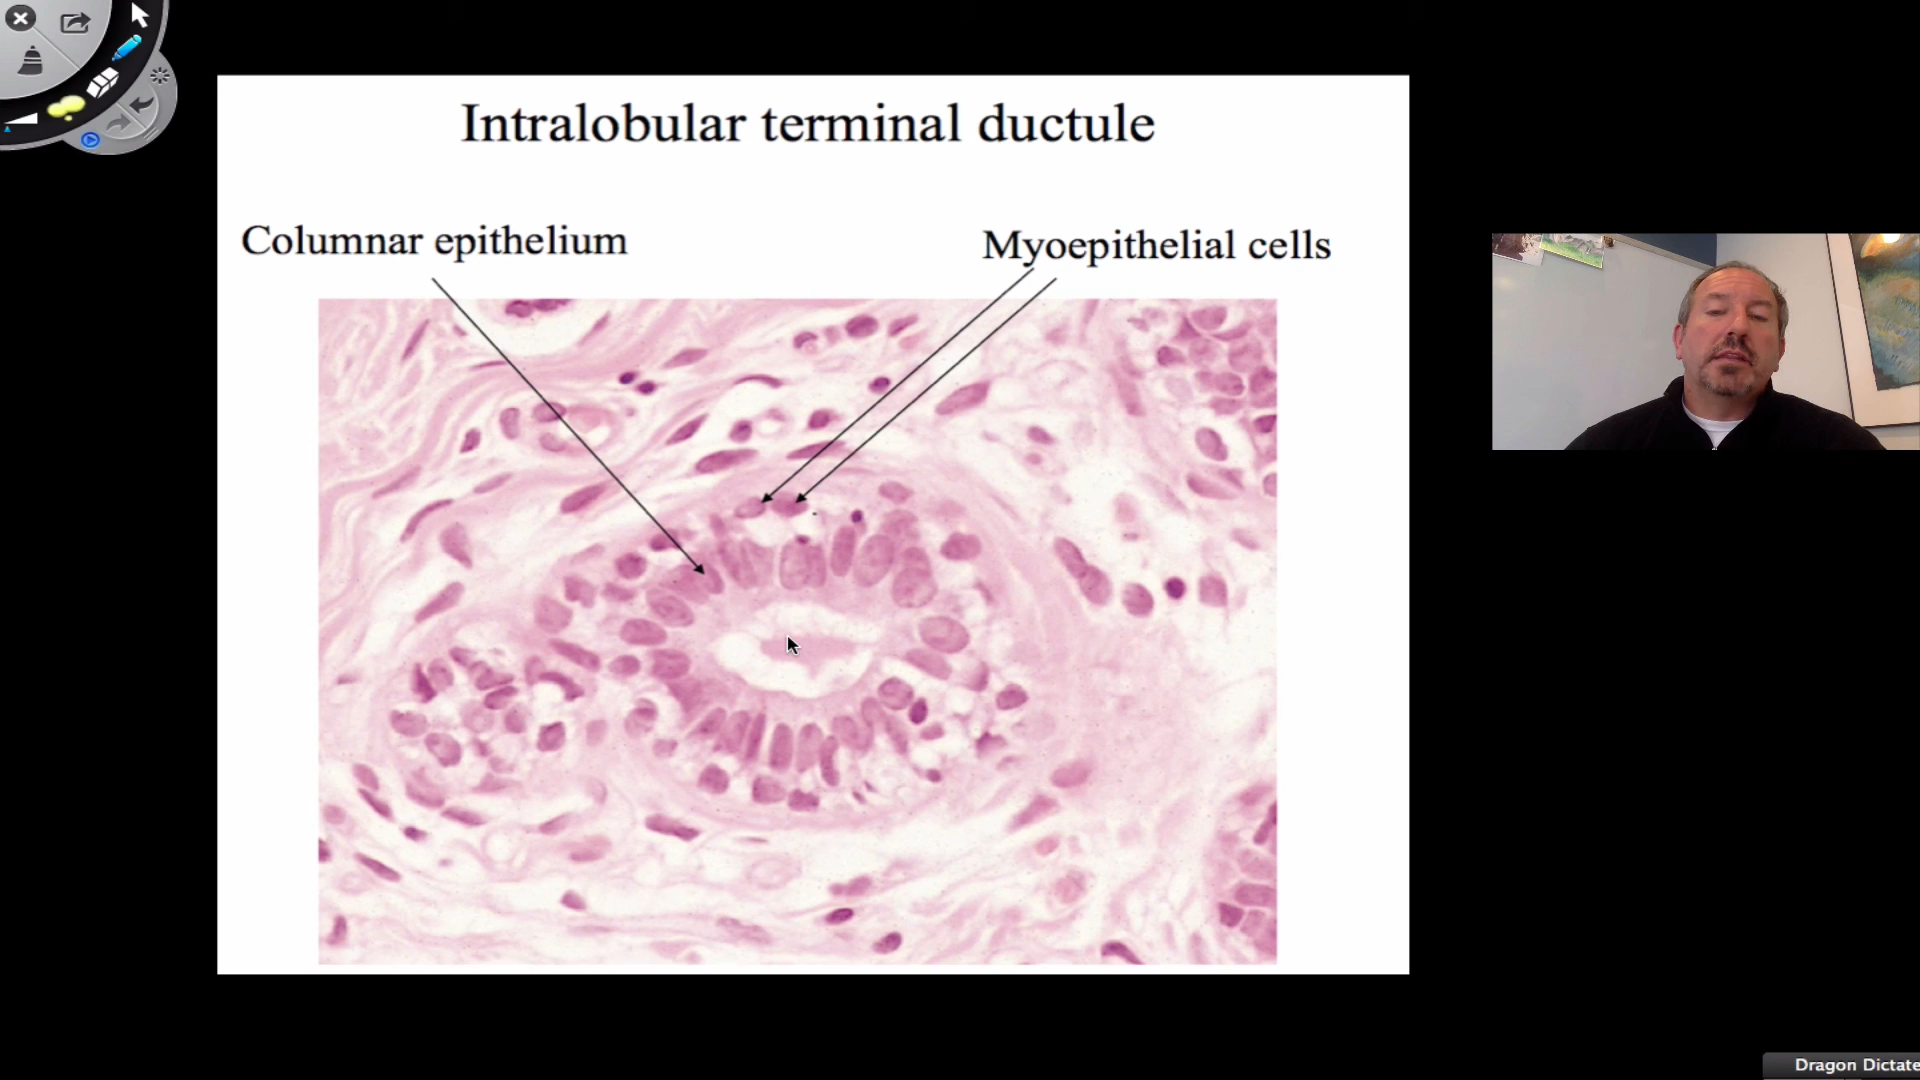 Intralobular terminal ductule
Columnar epithelium
Myoepithelial cells
Dragon Dictate